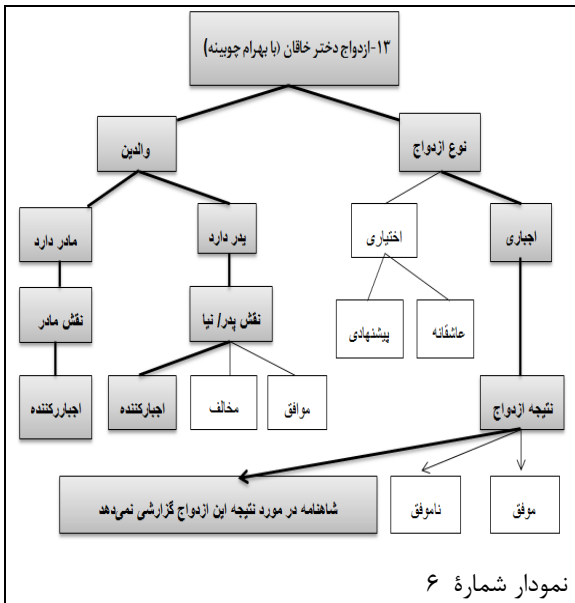 ۱۳-ازدواج دختر خاقان (با بهرام چوبینه)
نوع ازدواج
والدین
اجباری
اختیاری
پدر دارد
مادر دارد
عاشقانه
پیشنهادی
نقش پدر/ نیا
نقش مادر
نتیجه ازدواج
موافق
مخالف
اجبارکننده
اجباررکننده
موفق
ناموفق
شاهنامه در مورد نتیجه این ازدواج گزارشی نمی‌دهد
نمودار شمارۀ ۶